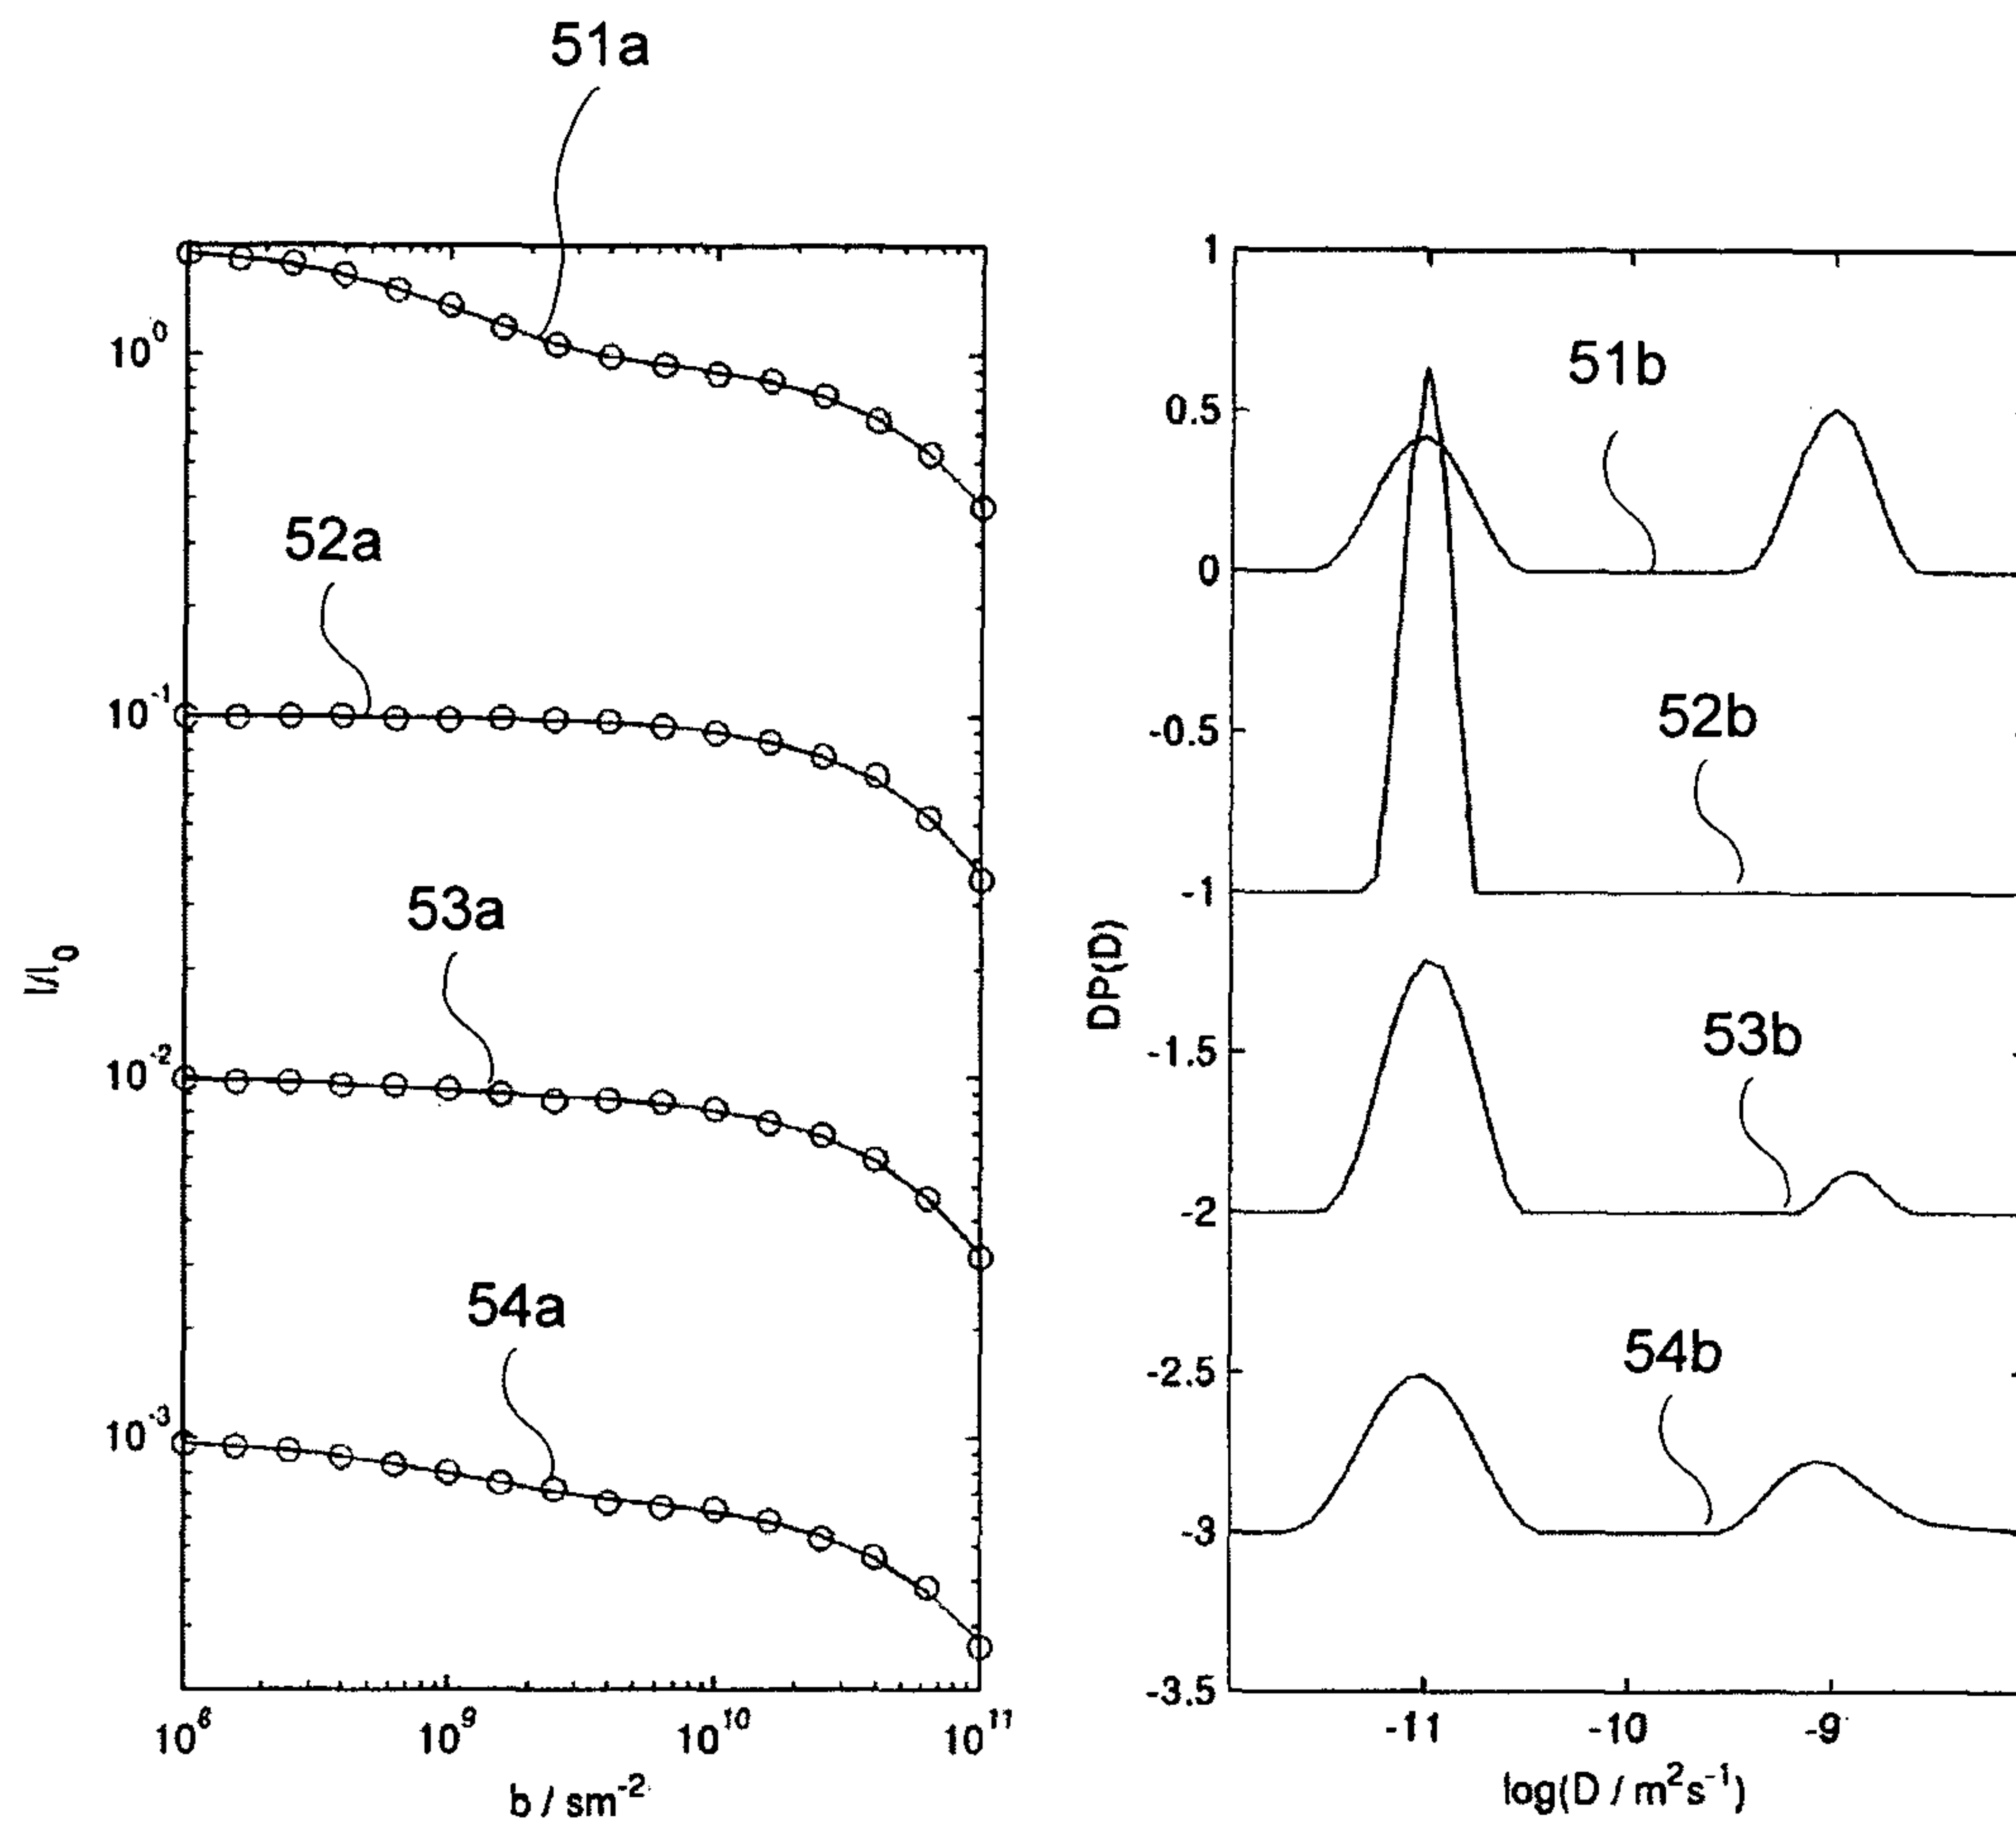 51a
52a
53a
54a
10⁰
10⁻¹
10⁻²
10⁻³
I/I₀
10⁸
10⁹
10¹⁰
10¹¹
b / sm⁻²
51b
52b
53b
54b
1
0.5
0
-0.5
-1
-1.5
-2
-2.5
-3
-3.5
DP(D)
-11
-10
-9
log(D / m²s⁻¹)